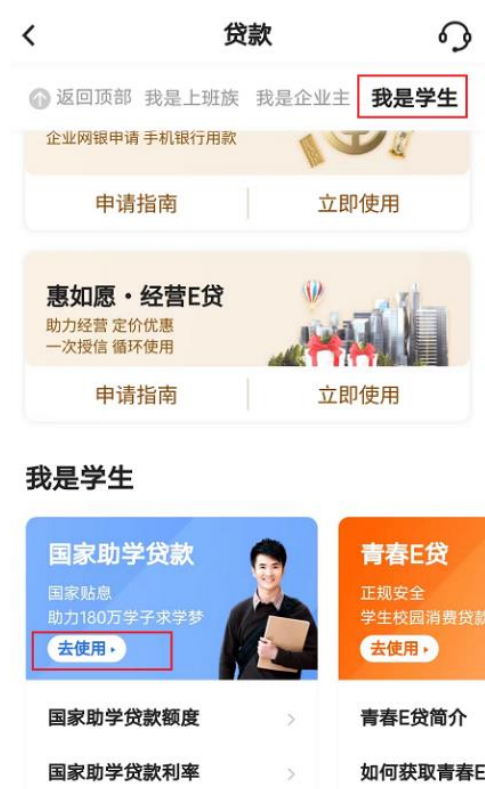 贷款
返回顶部 我是上班族 我是企业主 我是学生
企业网银申请 手机银行用款
申请指南 立即使用
惠如愿·经营E贷
助力经营 定价优惠
一次授信 循环使用
申请指南 立即使用
我是学生
国家助学贷款
国家贴息
助力180万学子求学梦
去使用
国家助学贷款额度
国家助学贷款利率
青春E贷
正规安全
学生校园消费贷款
去使用
青春E贷简介
如何获取青春E